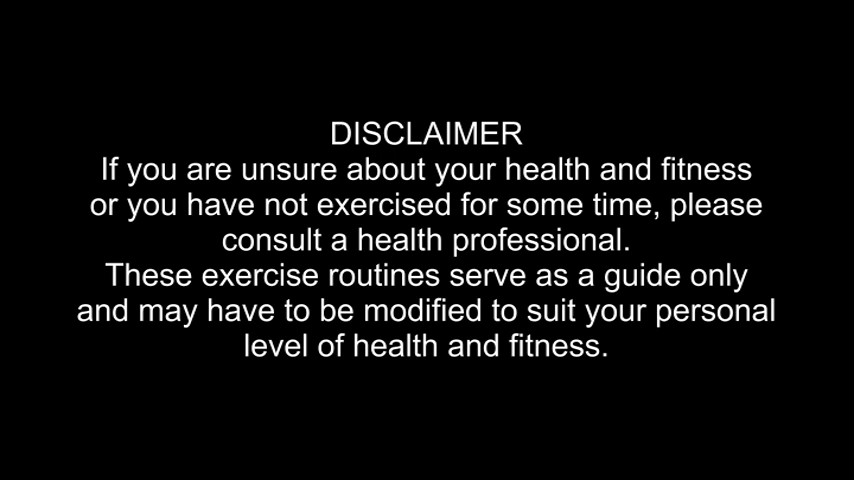 DISCLAIMER
If you are unsure about your health and fitness
or you have not exercised for some time, please
consult a health professional.
These exercise routines serve as a guide only
and may have to be modified to suit your personal
level of health and fitness.